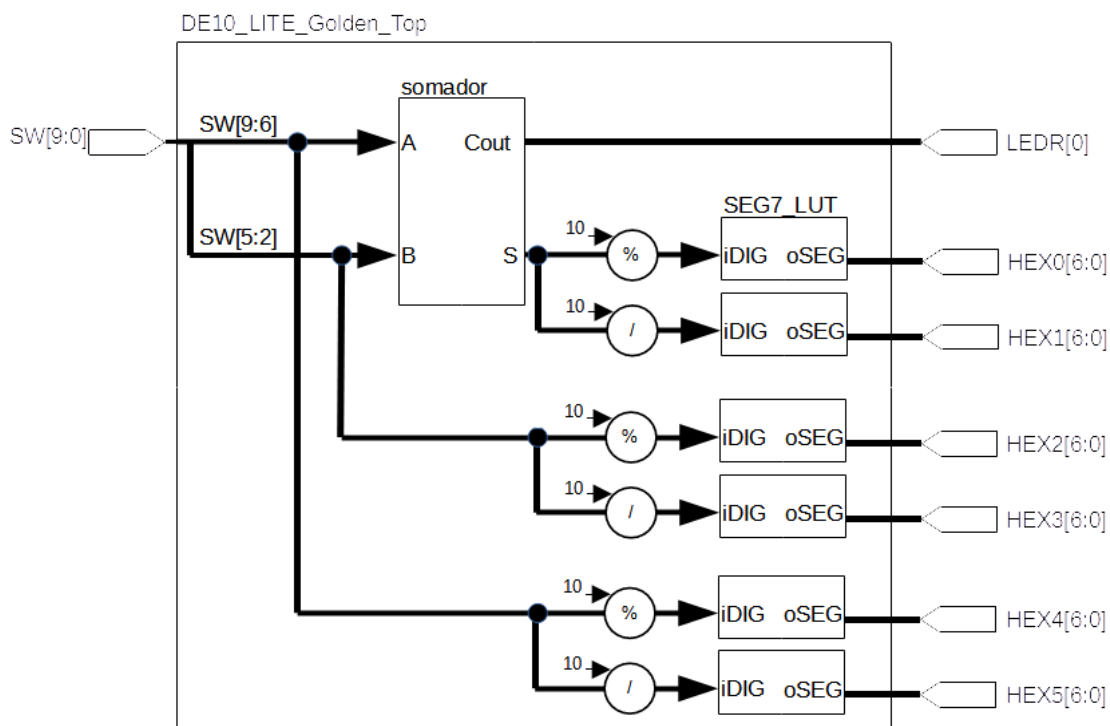 DE10_LITE_Golden_Top
somador
SW[9:0]
SW[9:6]
A
Cout
LEDR[0]
SW[5:2]
B
S
10
%
SEG7_LUT
iDIG oSEG
HEX0[6:0]
10
/
iDIG oSEG
HEX1[6:0]
10
%
iDIG oSEG
HEX2[6:0]
10
/
iDIG oSEG
HEX3[6:0]
10
%
iDIG oSEG
HEX4[6:0]
10
/
iDIG oSEG
HEX5[6:0]